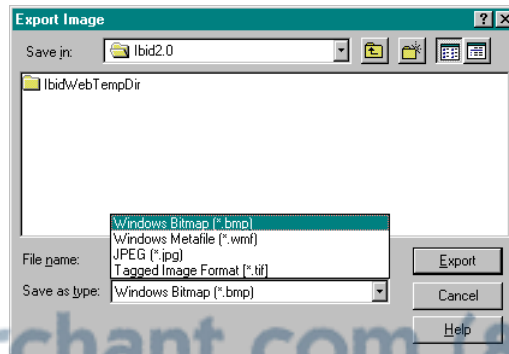 Export Image
Save in: Ibid2.0
IbidWebTempDir
Windows Bitmap (*.bmp)
Windows Metafile (*.wmf)
JPEG (*.jpg)
Tagged Image Format (*.tif)
File name:
Export
Save as type: Windows Bitmap (*.bmp)
Cancel
Help
rchant.com